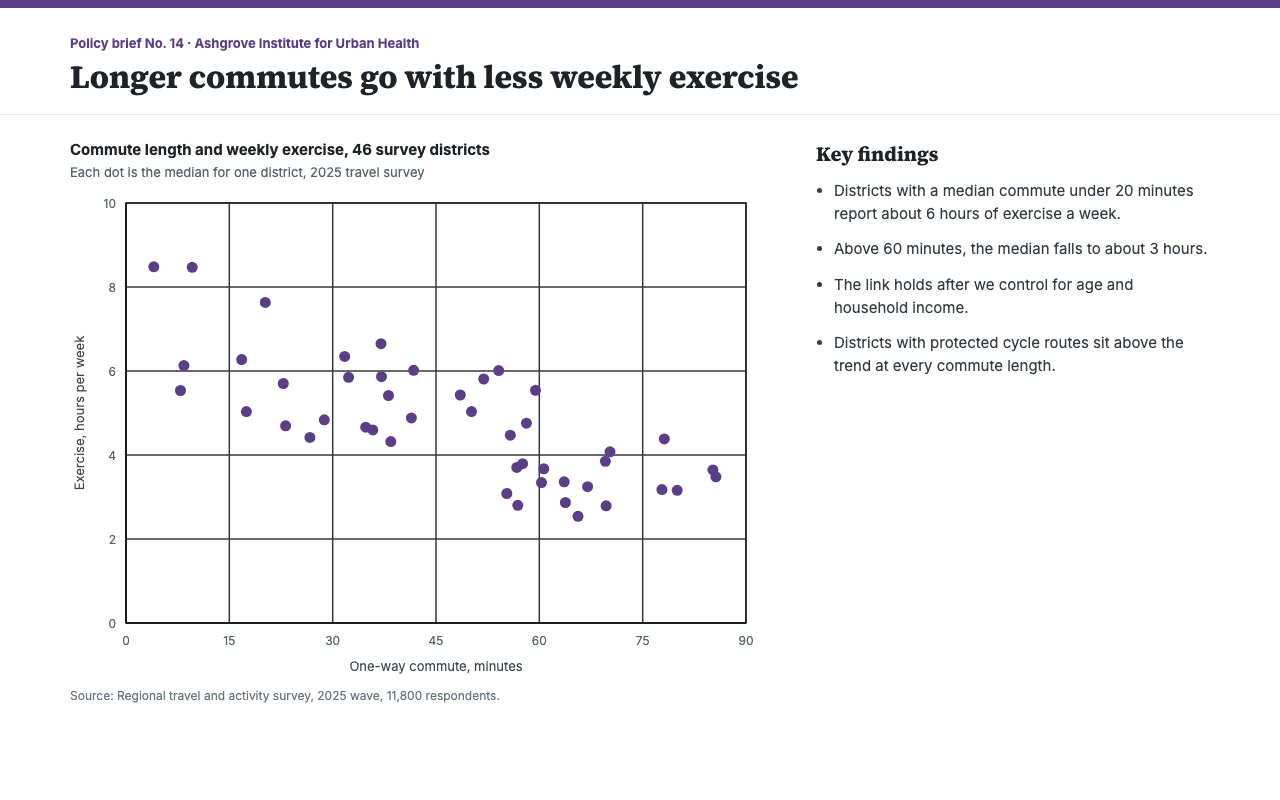 Policy brief No. 14 · Ashgrove Institute for Urban Health
Longer commutes go with less weekly exercise
Commute length and weekly exercise, 46 survey districts
Each dot is the median for one district, 2025 travel survey
10
8
6
4
2
0
Exercise, hours per week
0 15 30 45 60 75 90
One-way commute, minutes
Source: Regional travel and activity survey, 2025 wave, 11,800 respondents.
Key findings
• Districts with a median commute under 20 minutes
report about 6 hours of exercise a week.
• Above 60 minutes, the median falls to about 3 hours.
• The link holds after we control for age and
household income.
• Districts with protected cycle routes sit above the
trend at every commute length.